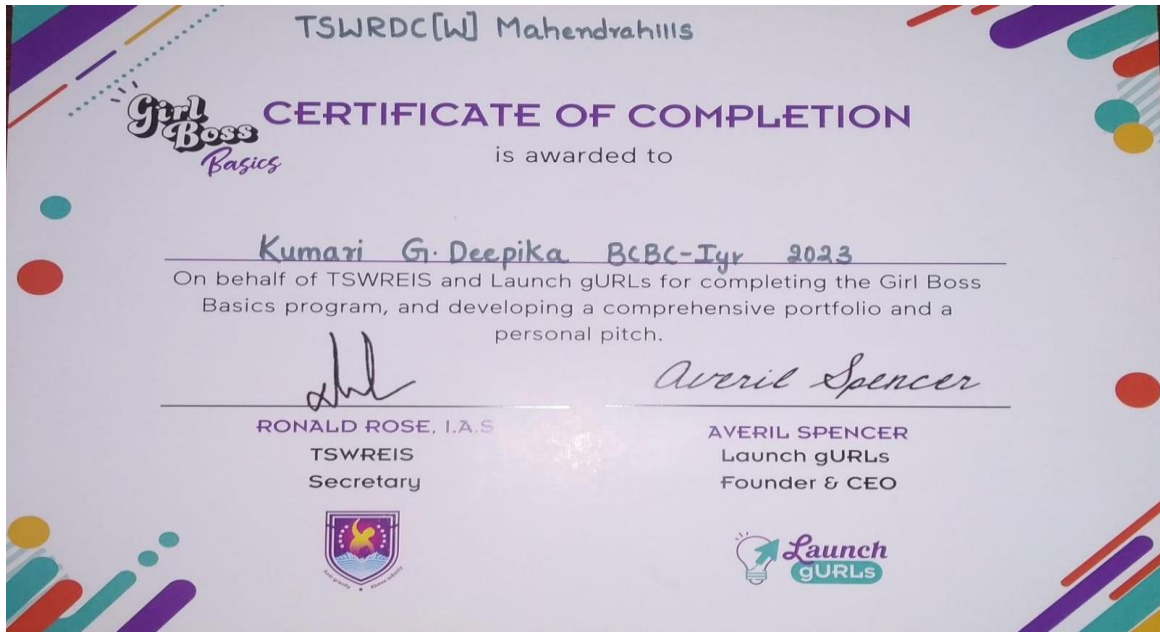 TSWRDC[W] Mahendrahills
Girl
Boss
Basics
CERTIFICATE OF COMPLETION
is awarded to
Kumari G. Deepika BCBC-Iyr 2023
On behalf of TSWREIS and Launch gURLs for completing the Girl Boss
Basics program, and developing a comprehensive portfolio and a
personal pitch.
Averil Spencer
RONALD ROSE, I.A.S
TSWREIS
Secretary
AVERIL SPENCER
Launch gURLs
Founder & CEO
Launch
gURLs